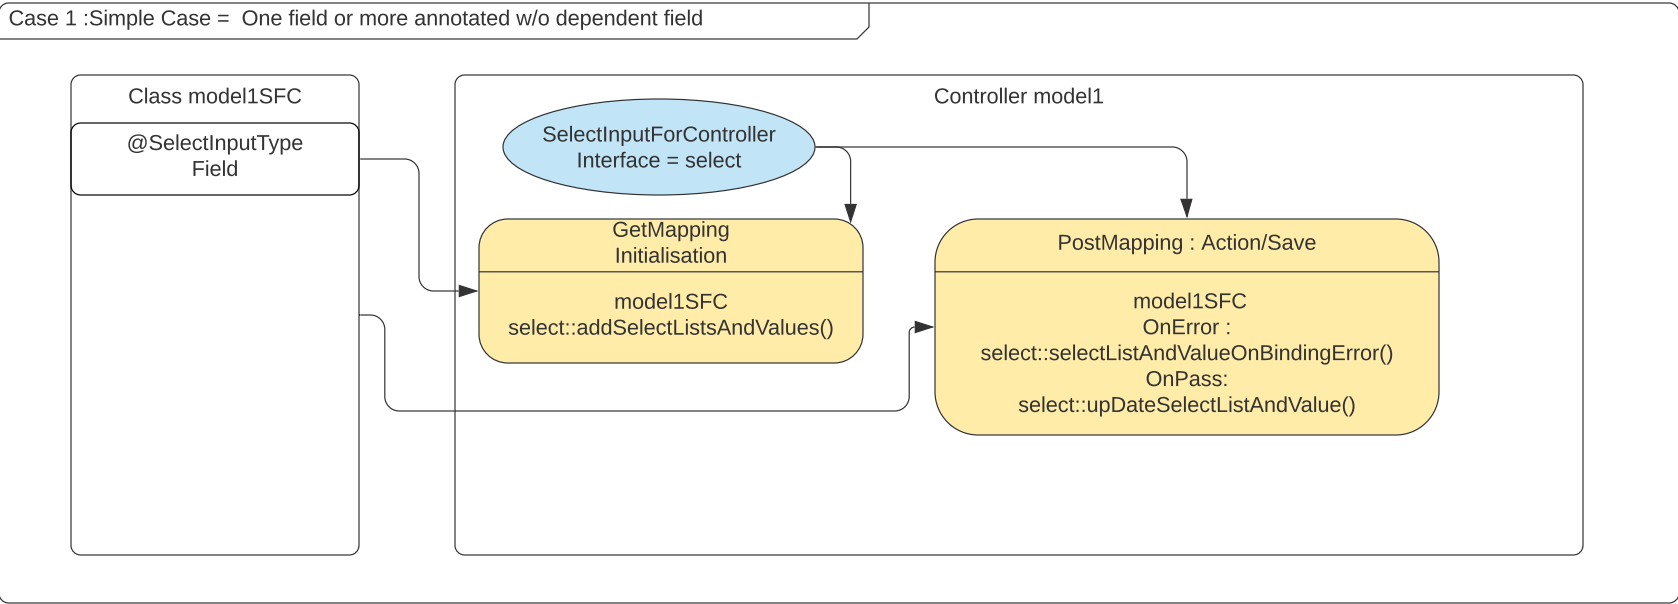 Case 1 :Simple Case =  One field or more annotated w/o dependent field
Class model1SFC
@SelectInputType
Field
Controller model1
SelectInputForController
Interface = select
GetMapping
Initialisation
model1SFC
select::addSelectListsAndValues()
PostMapping : Action/Save
model1SFC
OnError :
select::selectListAndValueOnBindingError()
OnPass:
select::upDateSelectListAndValue()